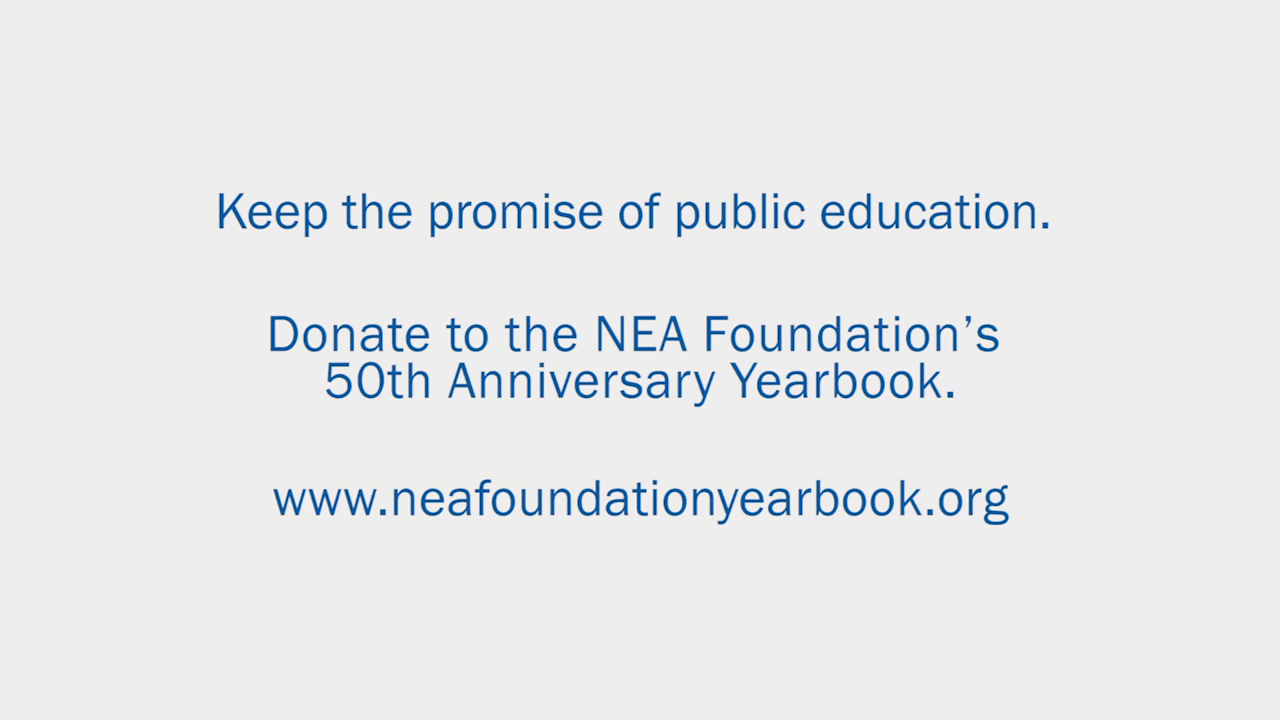 Keep the promise of public education.
Donate to the NEA Foundation’s
50th Anniversary Yearbook.
www.neafoundationyearbook.org